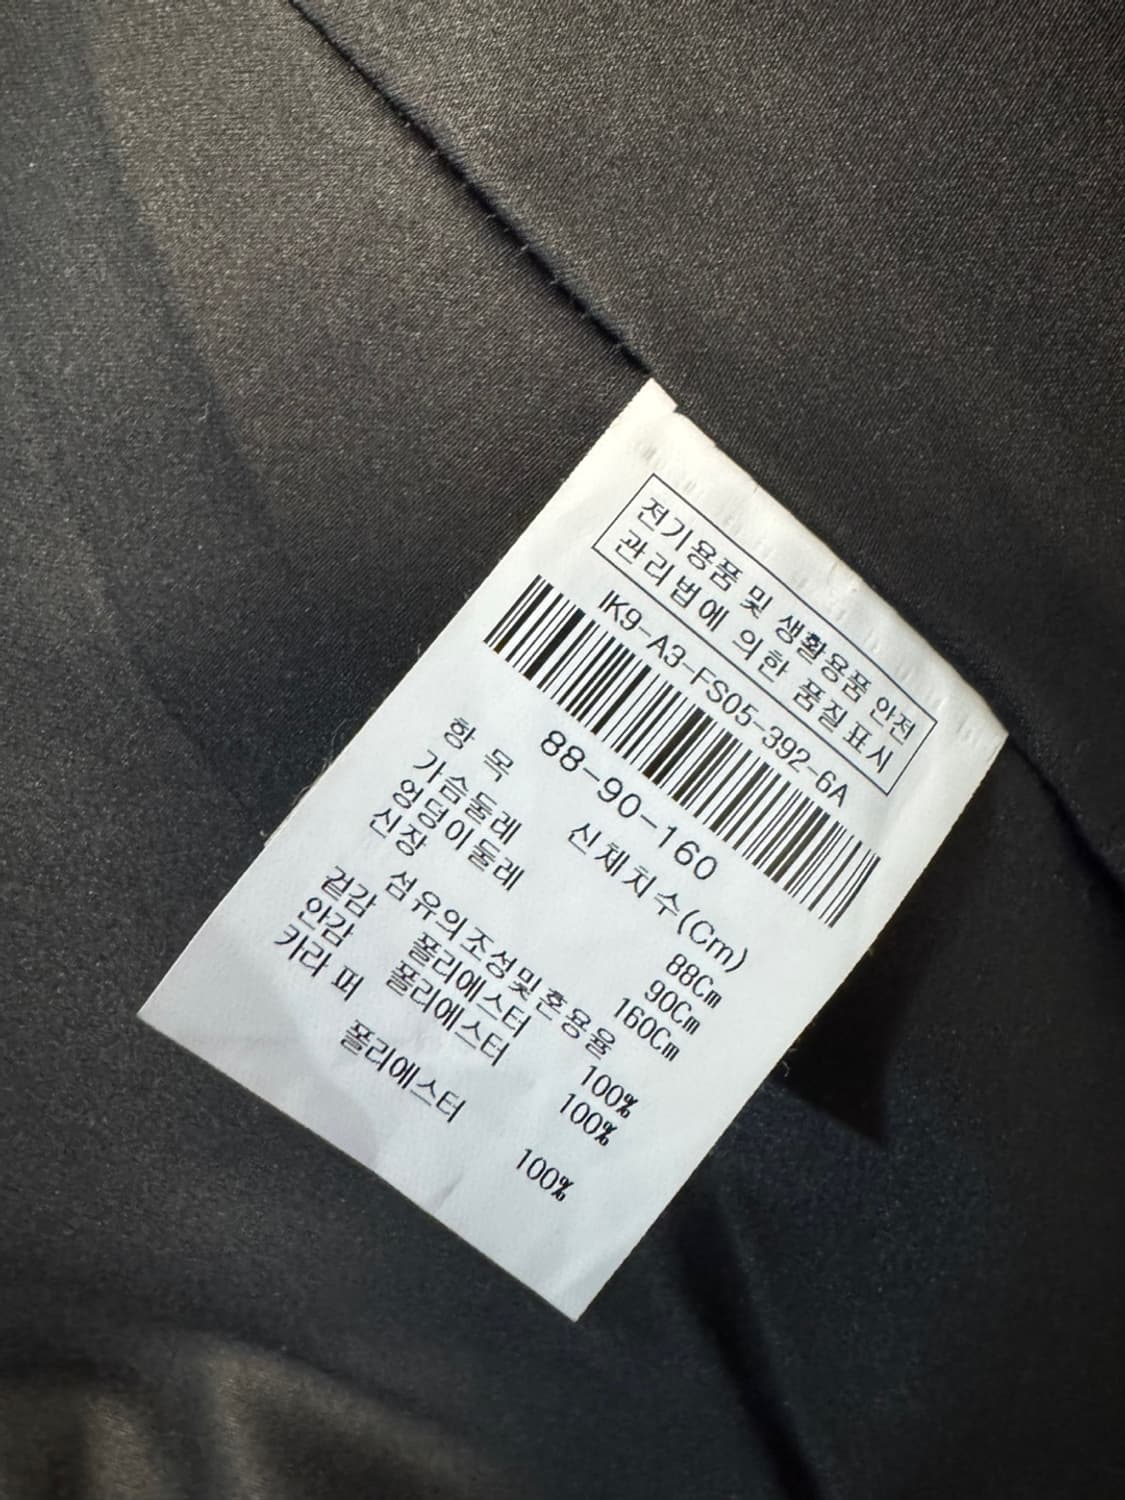 전기용품 및 생활용품 안전
관리법에 의한 품질표시
IK9-A3-FS05-392-6A
88-90-160
항 목 신체치수(Cm)
가슴둘레 88Cm
엉덩이둘레 90Cm
신장 160Cm
섬유의조성및혼용율
겉감 폴리에스터 100%
안감 폴리에스터 100%
카라 퍼
폴리에스터 100%